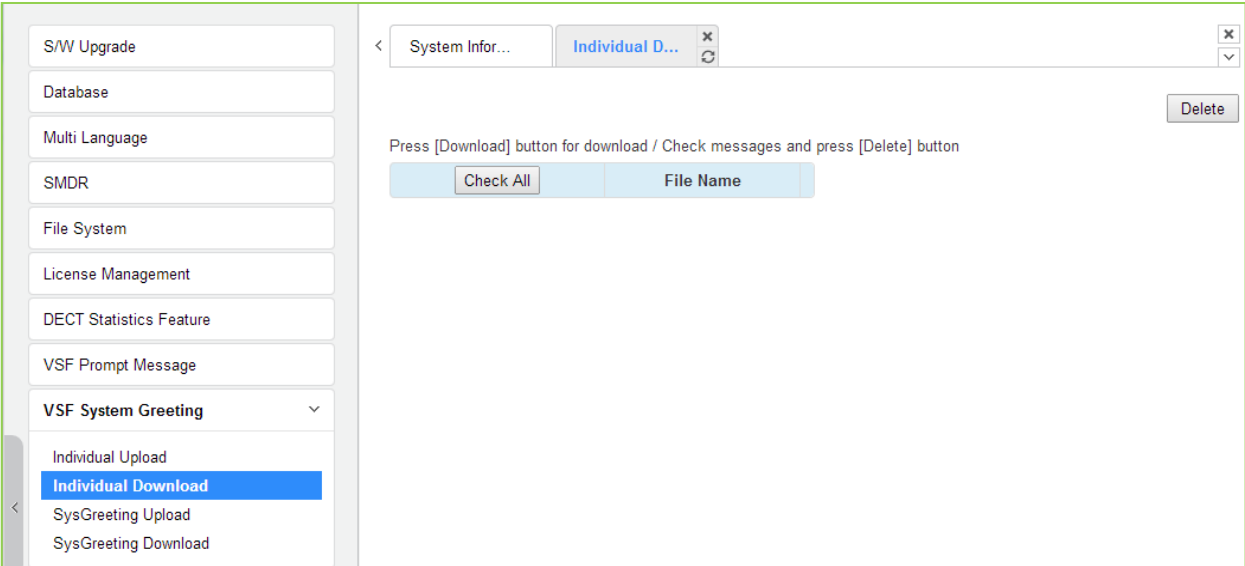 S/W Upgrade
Database
Multi Language
SMDR
File System
License Management
DECT Statistics Feature
VSF Prompt Message
VSF System Greeting
Individual Upload
Individual Download
SysGreeting Upload
SysGreeting Download
System Infor...
Individual D...
Delete
Press [Download] button for download / Check messages and press [Delete] button
Check All
File Name